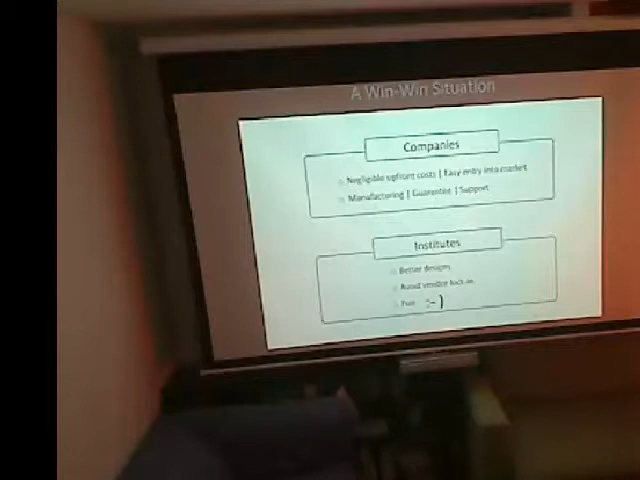 A Win-Win Situation
Companies
Negligible upfront costs | Easy entry into market
Manufacturing | Guarantee | Support
Institutes
Better designs
Avoid vendor lock-in
Fun :-)